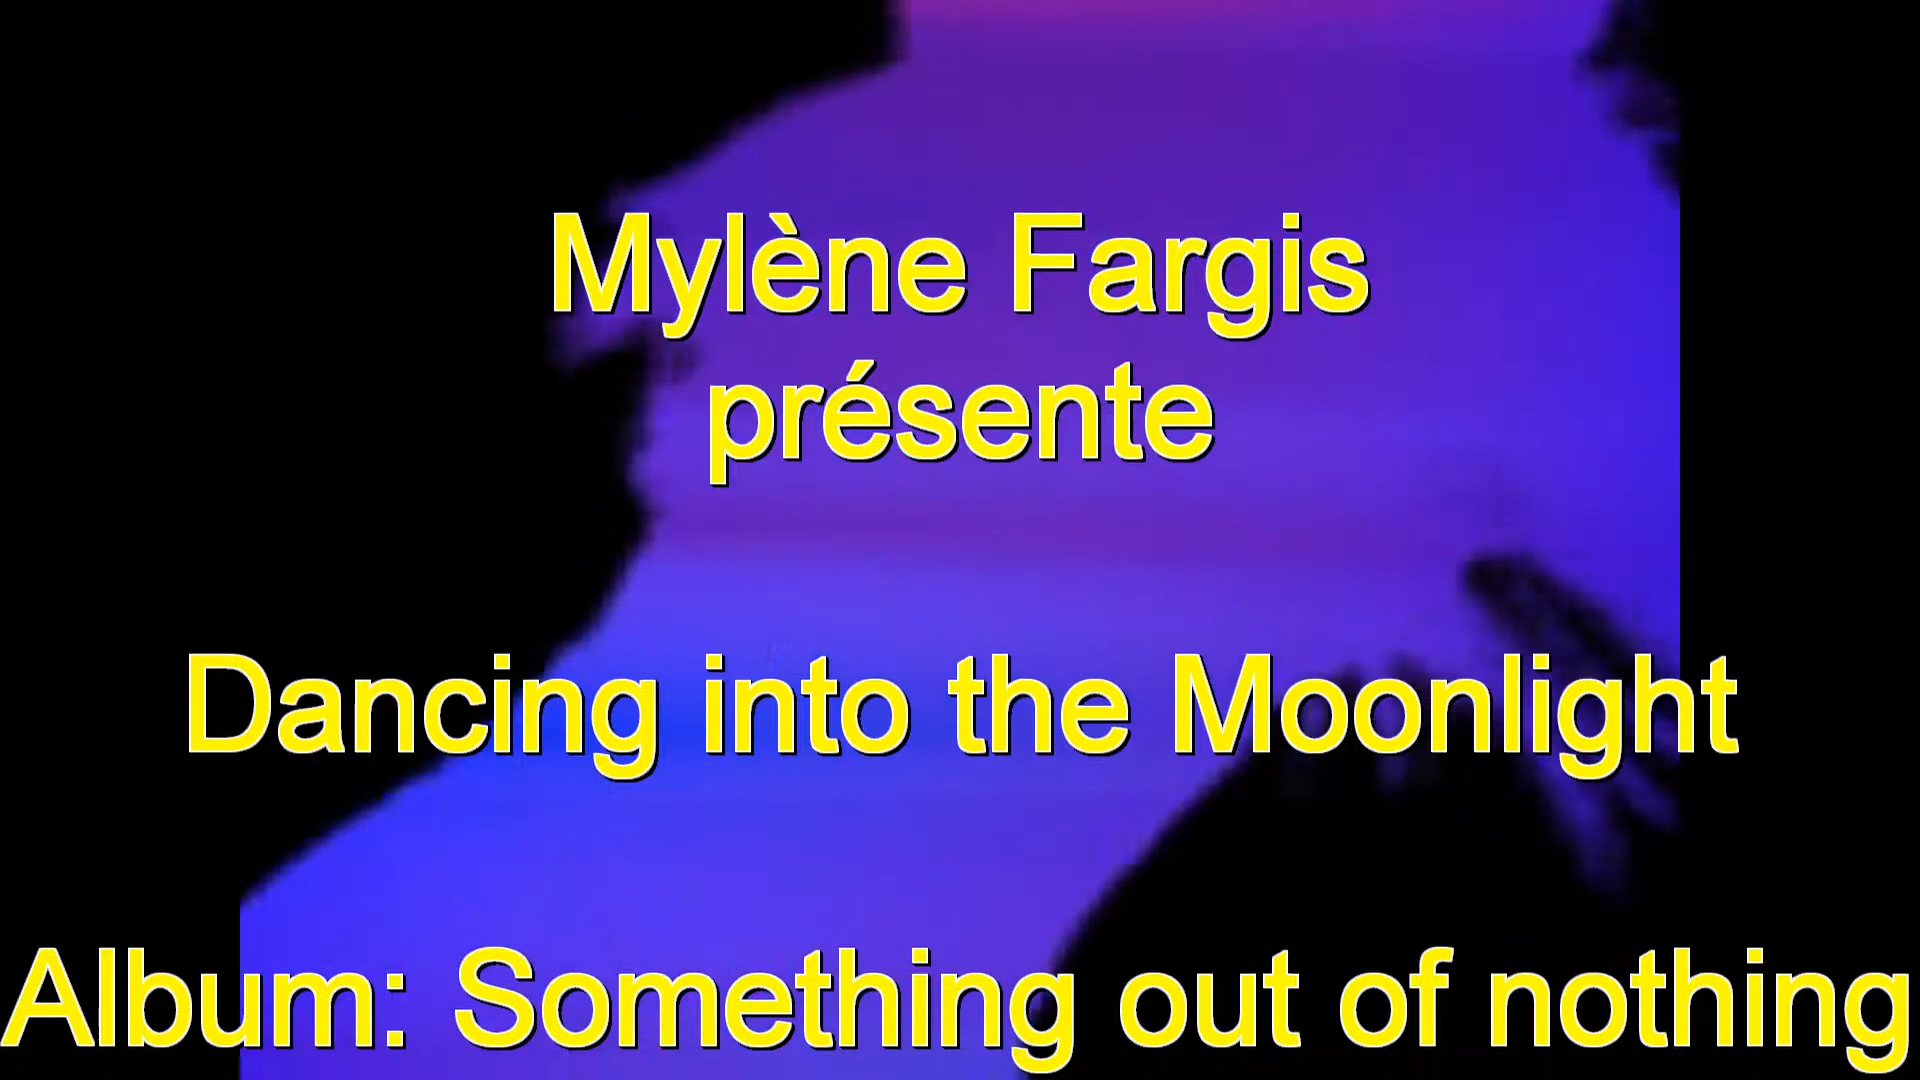 Mylène Fargis
présente
Dancing into the Moonlight
Album: Something out of nothing